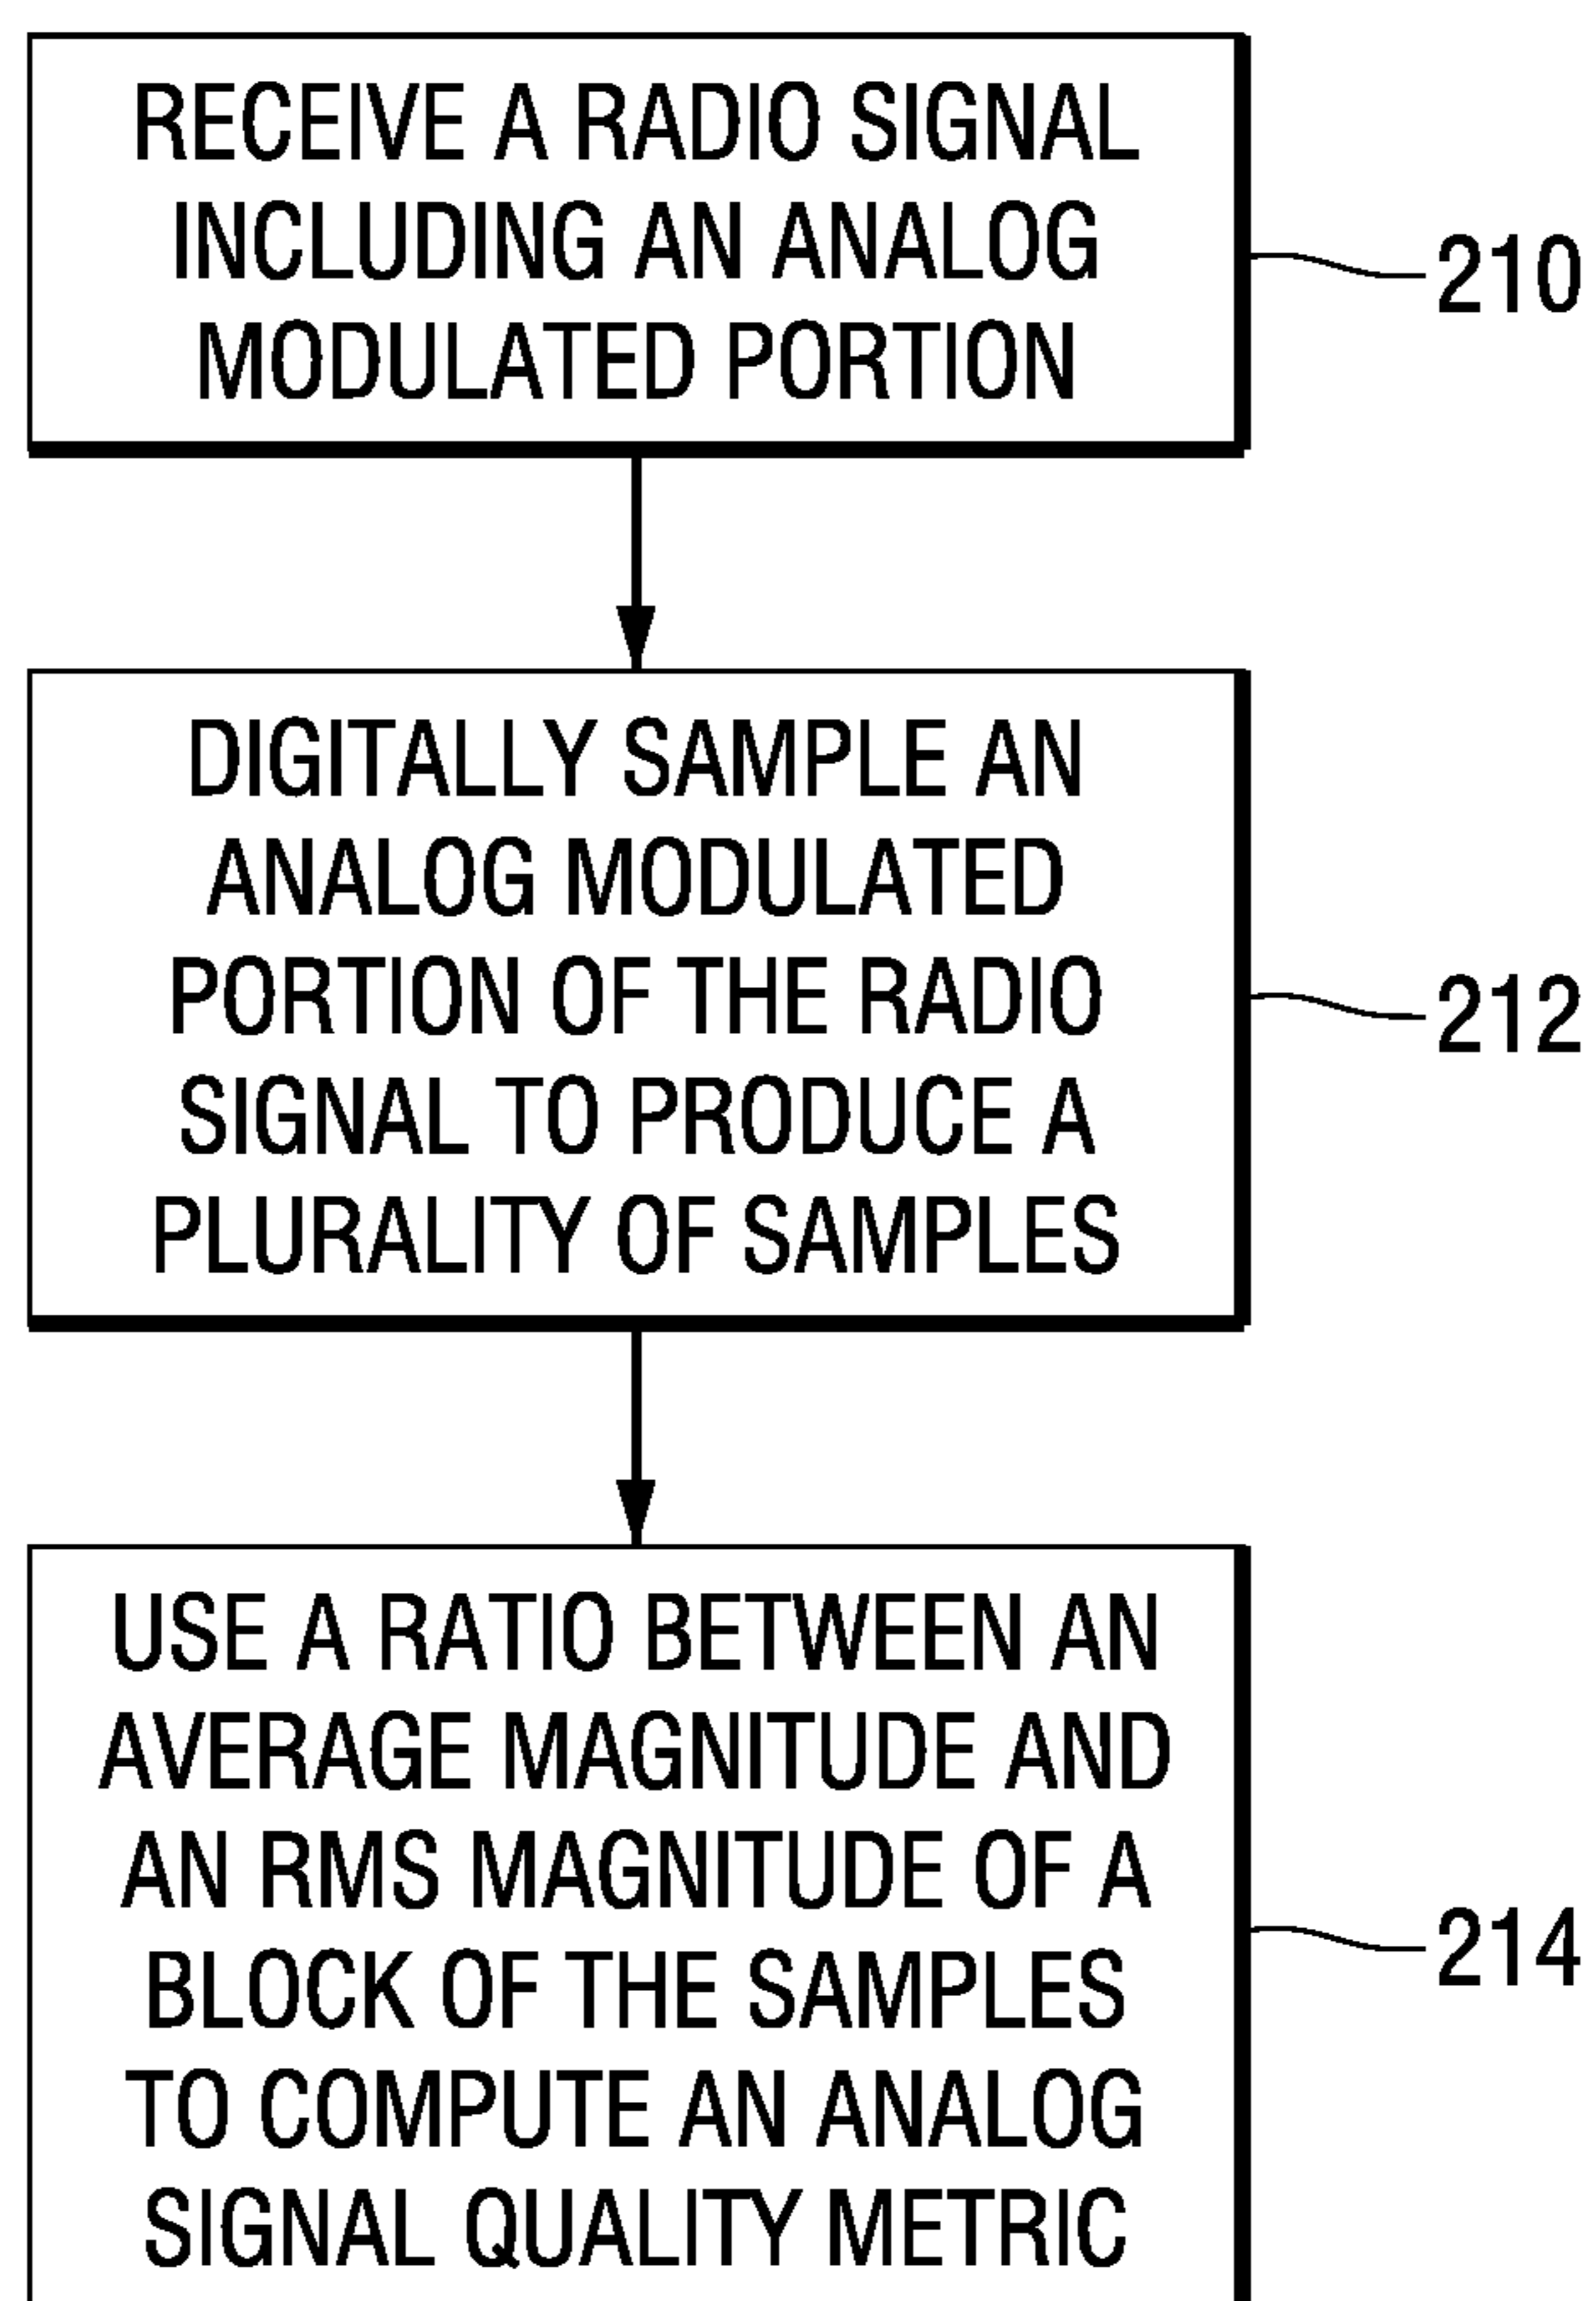 RECEIVE A RADIO SIGNAL
INCLUDING AN ANALOG
MODULATED PORTION
210
DIGITALLY SAMPLE AN
ANALOG MODULATED
PORTION OF THE RADIO
SIGNAL TO PRODUCE A
PLURALITY OF SAMPLES
212
USE A RATIO BETWEEN AN
AVERAGE MAGNITUDE AND
AN RMS MAGNITUDE OF A
BLOCK OF THE SAMPLES
TO COMPUTE AN ANALOG
SIGNAL QUALITY METRIC
214